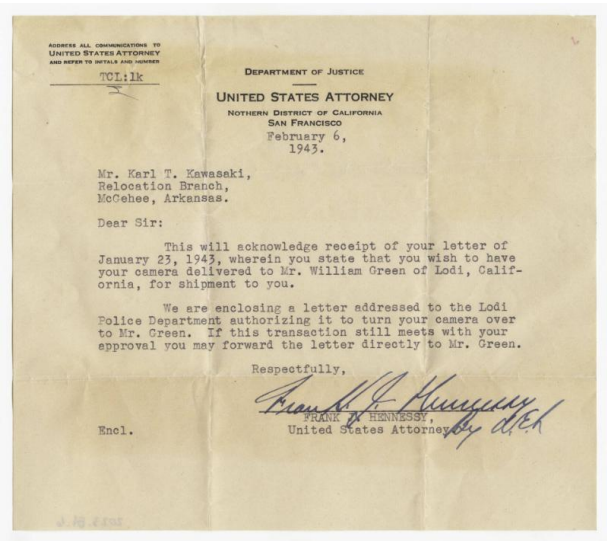 ADDRESS ALL COMMUNICATIONS TO
UNITED STATES ATTORNEY
AND REFER TO INITALS AND NUMBER
TCL:lk
DEPARTMENT OF JUSTICE
UNITED STATES ATTORNEY
NOTHERN DISTRICT OF CALIFORNIA
SAN FRANCISCO
February 6,
1943.
Mr. Karl T. Kawasaki,
Relocation Branch,
McGehee, Arkansas.
Dear Sir:
This will acknowledge receipt of your letter of
January 23, 1943, wherein you state that you wish to have
your camera delivered to Mr. William Green of Lodi, Calif-
ornia, for shipment to you.
We are enclosing a letter addressed to the Lodi
Police Department authorizing it to turn your camera over
to Mr. Green. If this transaction still meets with your
approval you may forward the letter directly to Mr. Green.
Respectfully,
Frank J. Hennessy
FRANK J. HENNESSY,
Encl. United States Attorney
By